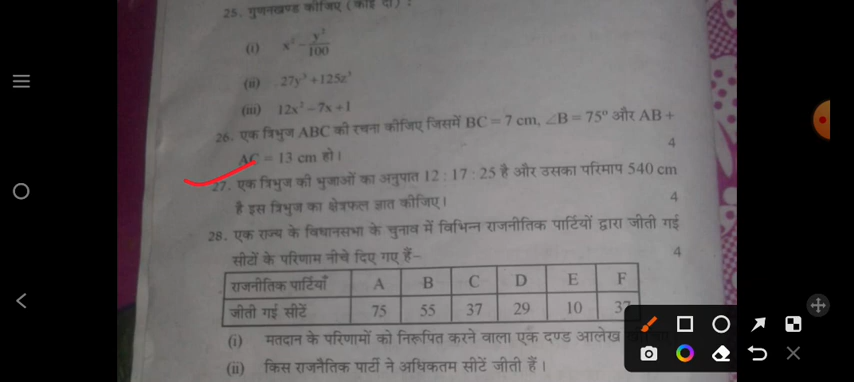 25. गुणनखण्ड कीजिए (कोई दो) :
(i) x² - y²/100
(ii) 27y³ +125z³
(iii) 12x² - 7x +1
26. एक त्रिभुज ABC की रचना कीजिए जिसमें BC = 7 cm, ∠B = 75° और AB +
AC = 13 cm हो। 4
27. एक त्रिभुज की भुजाओं का अनुपात 12 : 17 : 25 है और उसका परिमाप 540 cm
है इस त्रिभुज का क्षेत्रफल ज्ञात कीजिए। 4
28. एक राज्य के विधानसभा के चुनाव में विभिन्न राजनीतिक पार्टियों द्वारा जीती गई
सीटों के परिणाम नीचे दिए गए हैं– 4
राजनीतिक पार्टियाँ A B C D E F
जीती गई सीटें 75 55 37 29 10 37
(i) मतदान के परिणामों को निरूपित करने वाला एक दण्ड आलेख
(ii) किस राजनैतिक पार्टी ने अधिकतम सीटें जीती हैं।